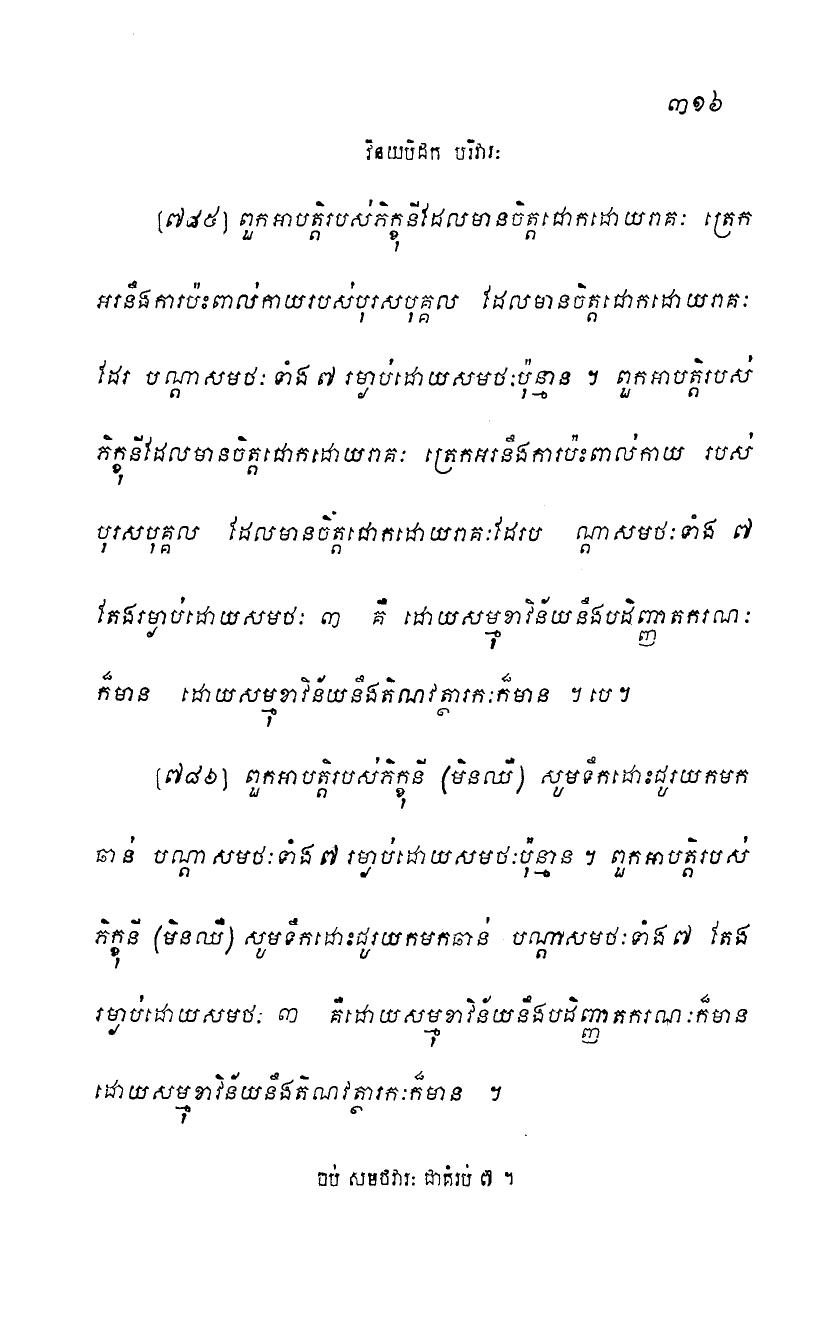 ៣១៦
វិនយបិដក បរិវារៈ
[៧៨៥] ពួកអាបត្តិរបស់ភិក្ខុនីដែលមានចិត្តជោកដោយរាគៈ ត្រេក
អរនឹងការប៉ះពាល់កាយរបស់បុរសបុគ្គល ដែលមានចិត្តជោកដោយរាគៈ
ដែរ បណ្តាសមថៈទាំង ៧ រម្ងាប់ដោយសមថៈប៉ុន្មាន ។ ពួកអាបត្តិរបស់
ភិក្ខុនីដែលមានចិត្តជោកដោយរាគៈ ត្រេកអរនឹងការប៉ះពាល់កាយ របស់
បុរសបុគ្គល ដែលមានចិត្តជោកដោយរាគៈដែរប ណ្តាសមថៈទាំង ៧
តែងរម្ងាប់ដោយសមថៈ ៣ គឺ ដោយសម្មុខាវិន័យនឹងបដិញ្ញាតករណៈ
ក៏មាន ដោយសម្មុខាវិន័យនឹងតិណវត្ថារកៈក៏មាន ។ បេ ។
[៧៨៦] ពួកអាបត្តិរបស់ភិក្ខុនី (មិនឈឺ) សូមទឹកដោះជូរយកមក
ឆាន់ បណ្តាសមថៈទាំង ៧ រម្ងាប់ដោយសមថៈប៉ុន្មាន ។ ពួកអាបត្តិរបស់
ភិក្ខុនី (មិនឈឺ) សូមទឹកដោះជូរយកមកឆាន់ បណ្តាសមថៈទាំង ៧ តែង
រម្ងាប់ដោយសមថៈ ៣ គឺដោយសម្មុខាវិន័យនឹងបដិញ្ញាតករណៈក៏មាន
ដោយសម្មុខាវិន័យនឹងតិណវត្ថារកៈក៏មាន ។
ចប់ សមថវារៈ ជាគំរប់ ៧ ។